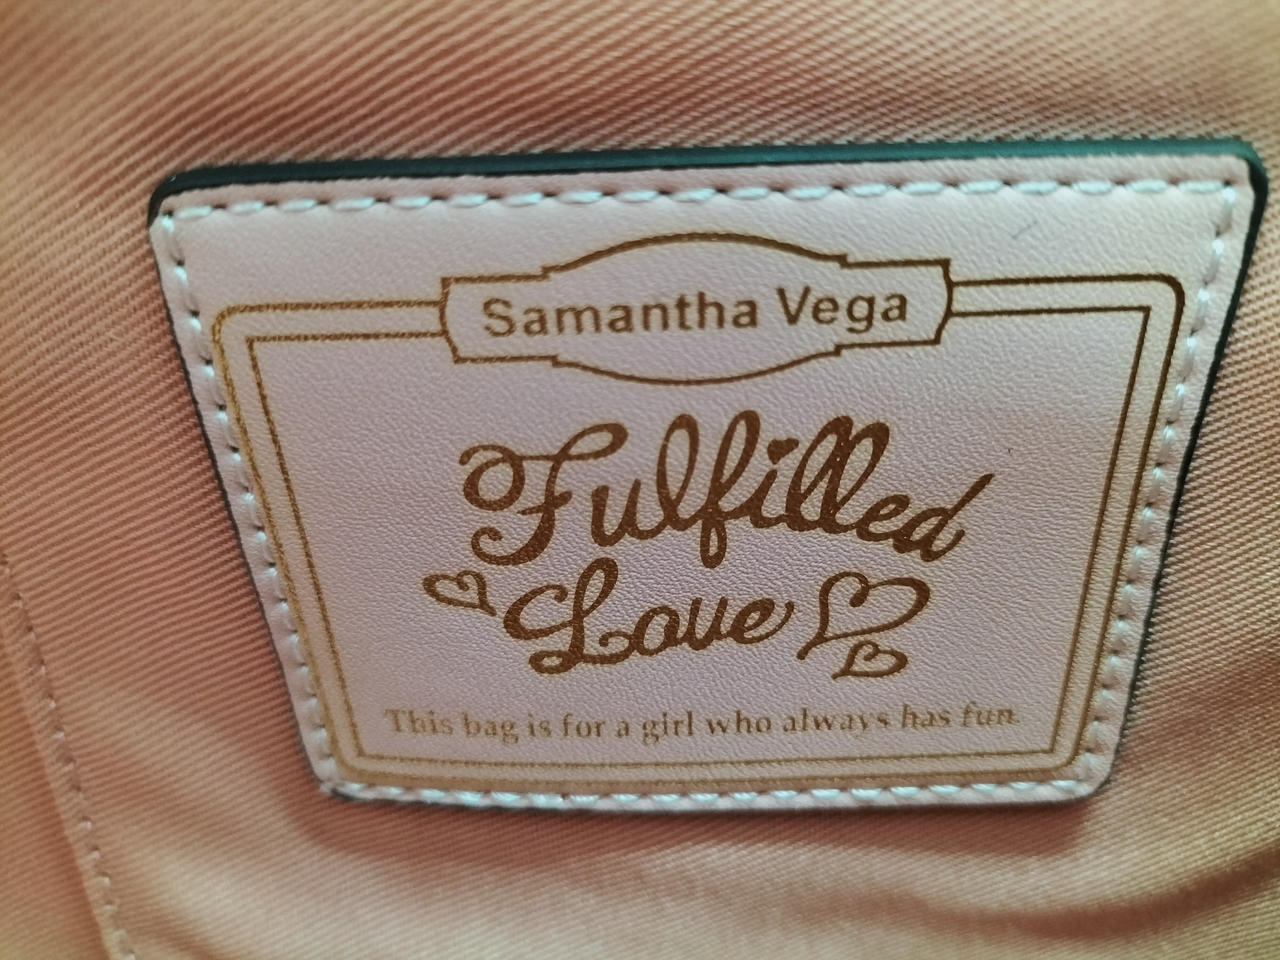 Samantha Vega
Fulfilled
Love
This bag is for a girl who always has fun.